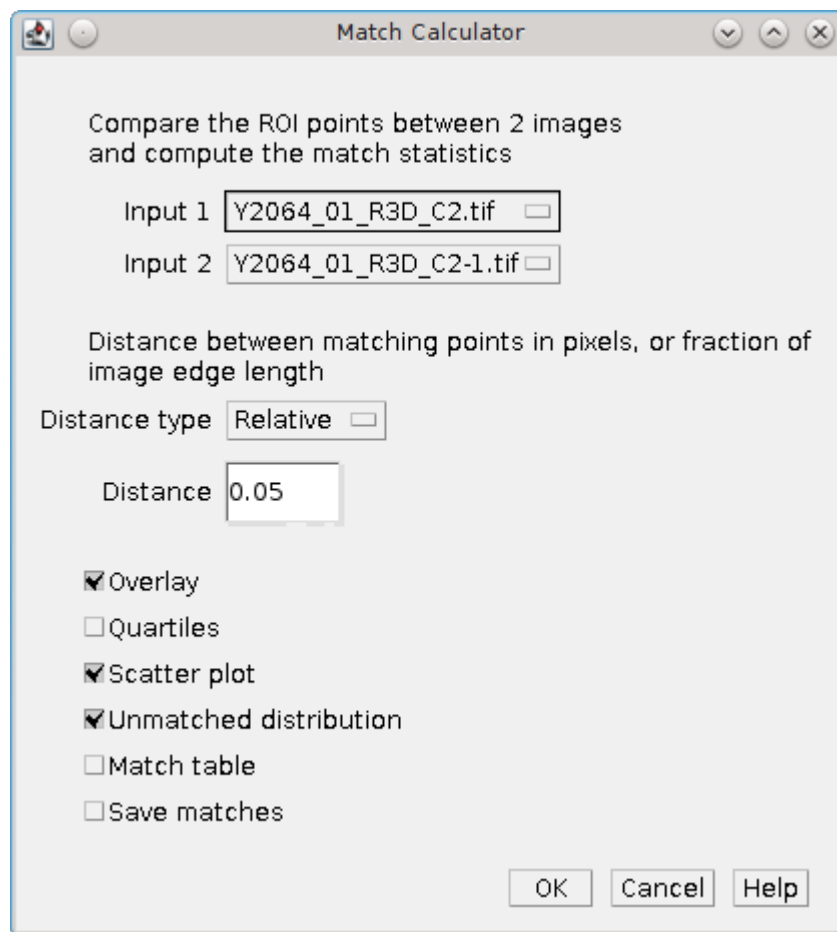 Match Calculator
Compare the ROI points between 2 images
and compute the match statistics
Input 1 Y2064_01_R3D_C2.tif
Input 2 Y2064_01_R3D_C2-1.tif
Distance between matching points in pixels, or fraction of
image edge length
Distance type Relative
Distance 0.05
Overlay
Quartiles
Scatter plot
Unmatched distribution
Match table
Save matches
OK Cancel Help